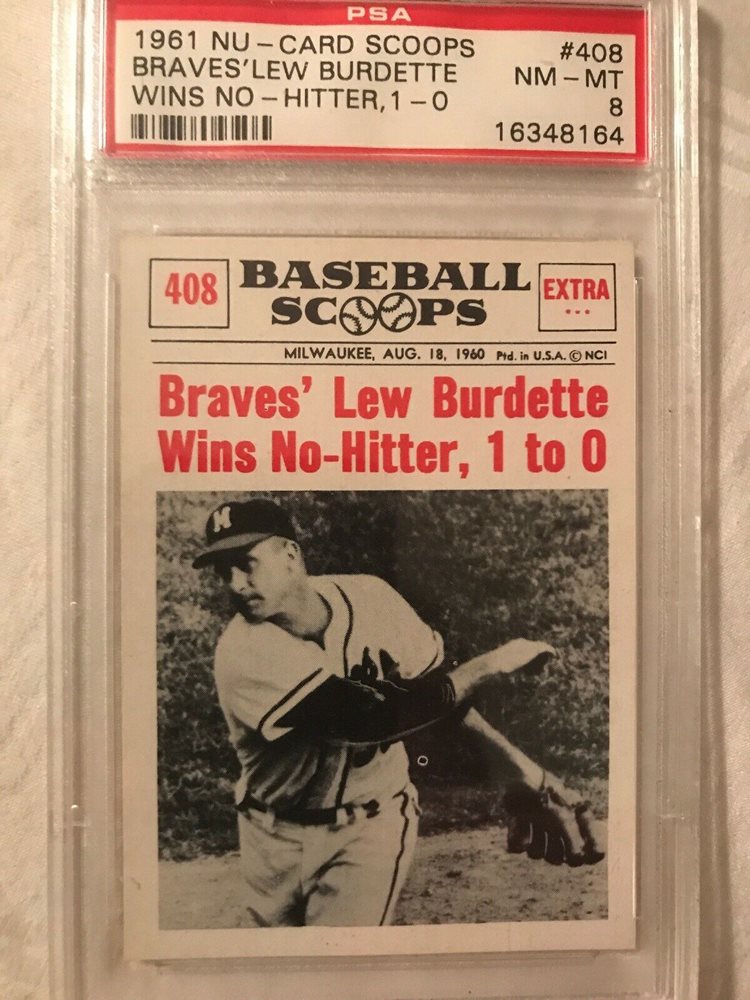 PSA
1961 NU-CARD SCOOPS #408
BRAVES'LEW BURDETTE NM-MT
WINS NO-HITTER,1-0 8
16348164
408 BASEBALL EXTRA
SCOOPS
MILWAUKEE, AUG. 18, 1960 Ptd. in U.S.A. © NCI
Braves' Lew Burdette
Wins No-Hitter, 1 to 0
M